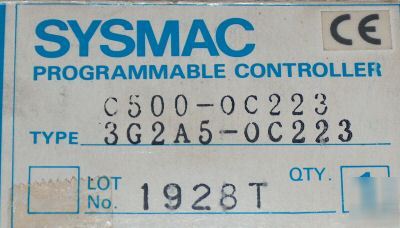 SYSMAC
CE
PROGRAMMABLE CONTROLLER
C500-OC223
TYPE 3G2A5-OC223
LOT No. 1928T
QTY. 1